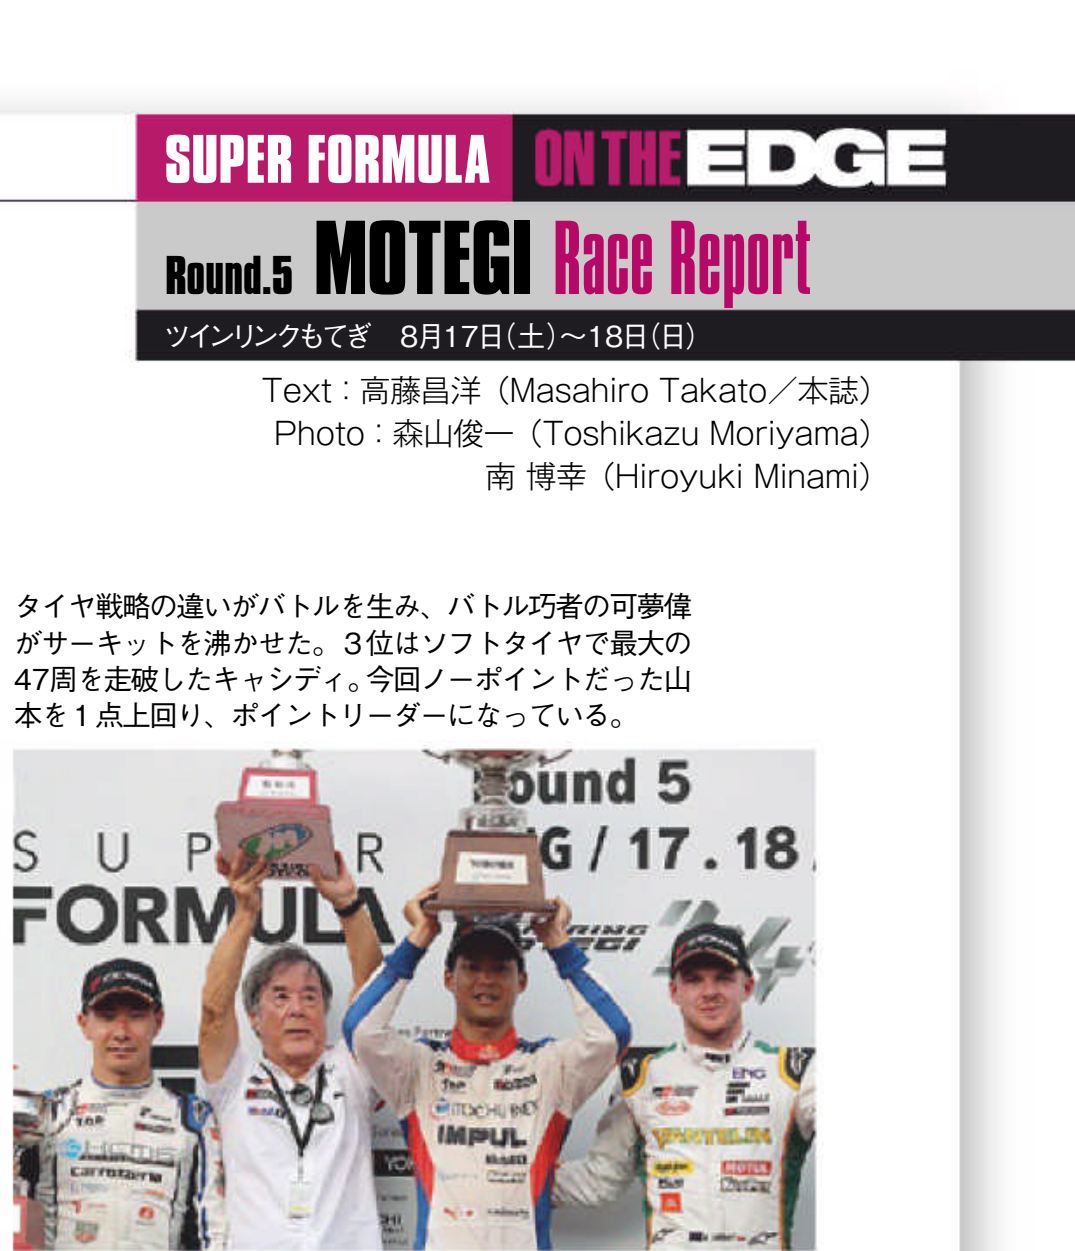 SUPER FORMULA ON THE EDGE
Round.5 MOTEGI Race Report
ツインリンクもてぎ　8月17日(土)〜18日(日)
Text：高藤昌洋（Masahiro Takato／本誌）
Photo：森山俊一（Toshikazu Moriyama）
南 博幸（Hiroyuki Minami）
タイヤ戦略の違いがバトルを生み、バトル巧者の可夢偉
がサーキットを沸かせた。３位はソフトタイヤで最大の
47周を走破したキャシディ。今回ノーポイントだった山
本を１点上回り、ポイントリーダーになっている。
ound 5
G / 17 . 18
SUP R
FORMULA
ENG
ITOCHU ENEX
IMPUL
carrozzeria
VANTELIN
MOTUL